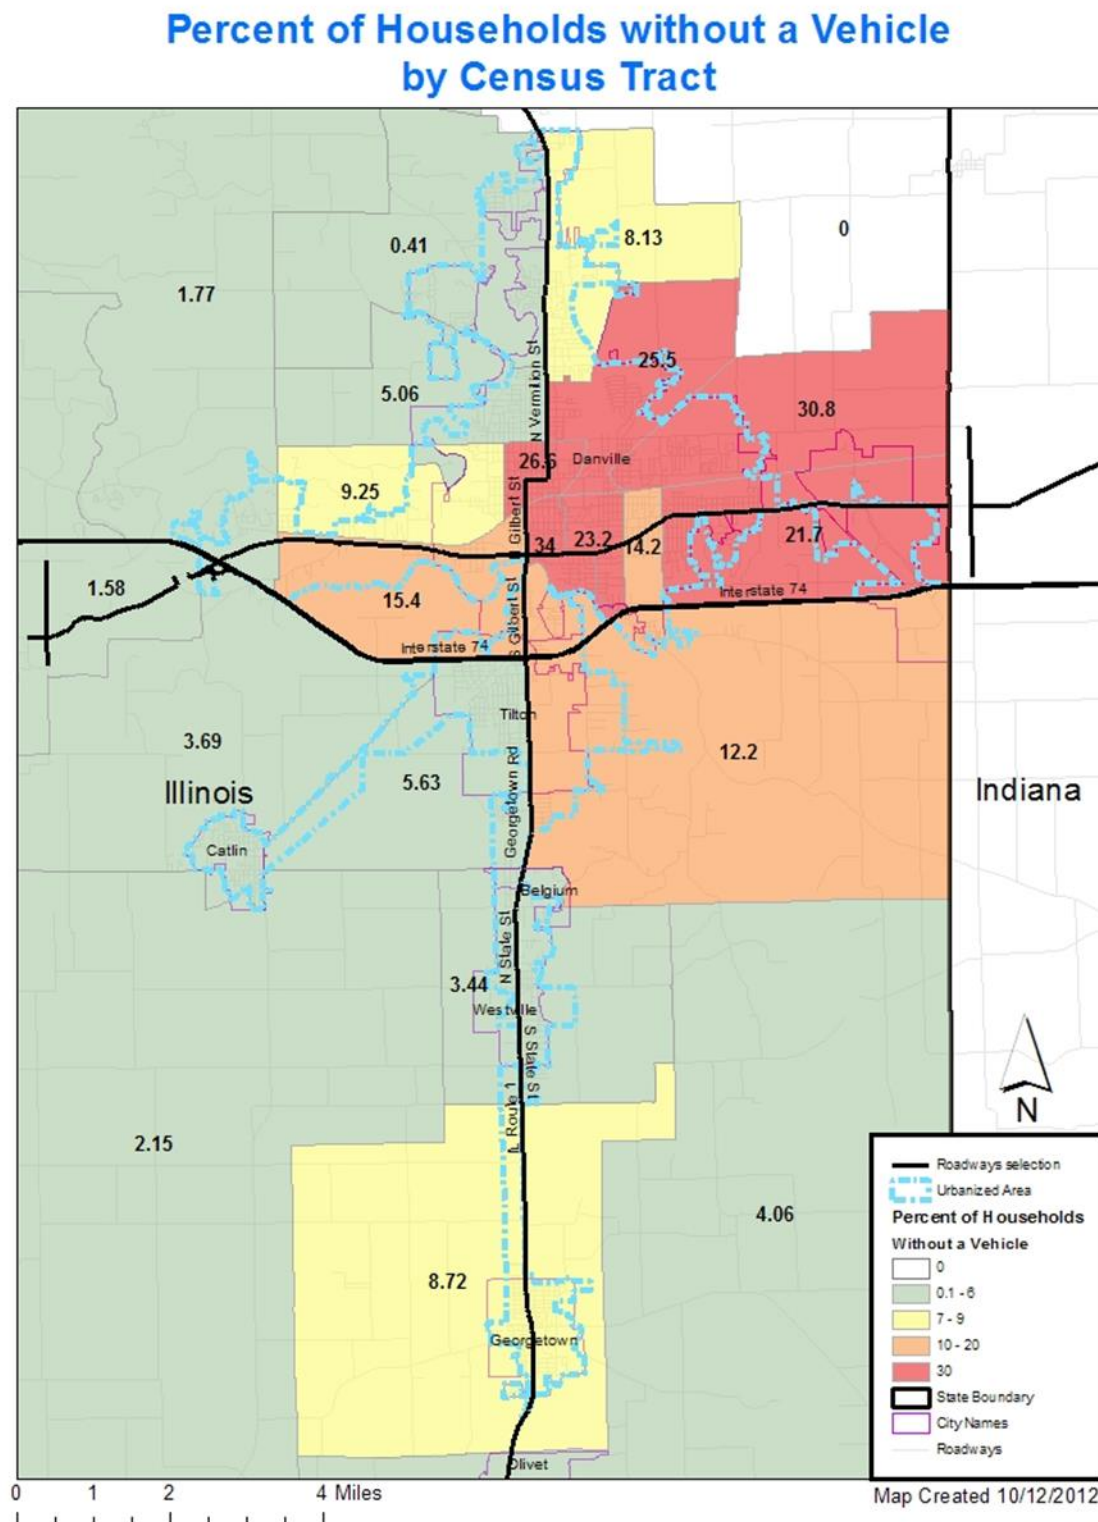 Percent of Households without a Vehicle
by Census Tract
0
8.13
0.41
1.77
25.5
5.06
30.8
N Vermilion St
26.6
Danville
9.25
N Gilbert St
34
23.2
14.2
21.7
1.58
15.4
Interstate 74
S Gilbert St
Interstate 74
Tilton
3.69
12.2
5.63
Illinois
Indiana
Georgetown Rd
Catlin
Belgium
N State St
3.44
Westville
S State St
IL Route 1
N
2.15
4.06
8.72
Georgetown
Olivet
Roadways selection
Urbanized Area
Percent of Households
Without a Vehicle
0
0.1 - 6
7 - 9
10 - 20
30
State Boundary
City Names
Roadways
0 1 2 4 Miles
Map Created 10/12/2012